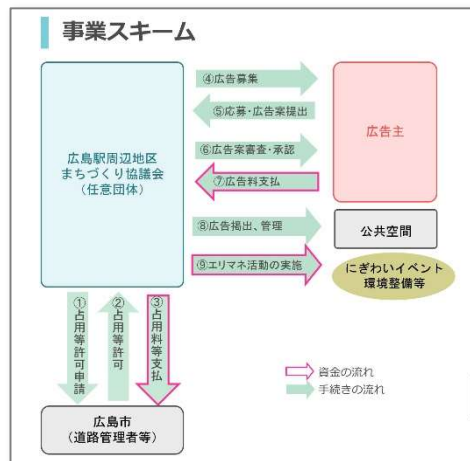 事業スキーム
広島駅周辺地区
まちづくり協議会
（任意団体）
④広告募集
⑤応募・広告案提出
⑥広告案審査・承認
⑦広告料支払
⑧広告掲出、管理
⑨エリマネ活動の実施
広告主
公共空間
にぎわいイベント
環境整備等
①占用等許可申請
②占用等許可
③占用料等支払
資金の流れ
手続きの流れ
広島市
（道路管理者等）